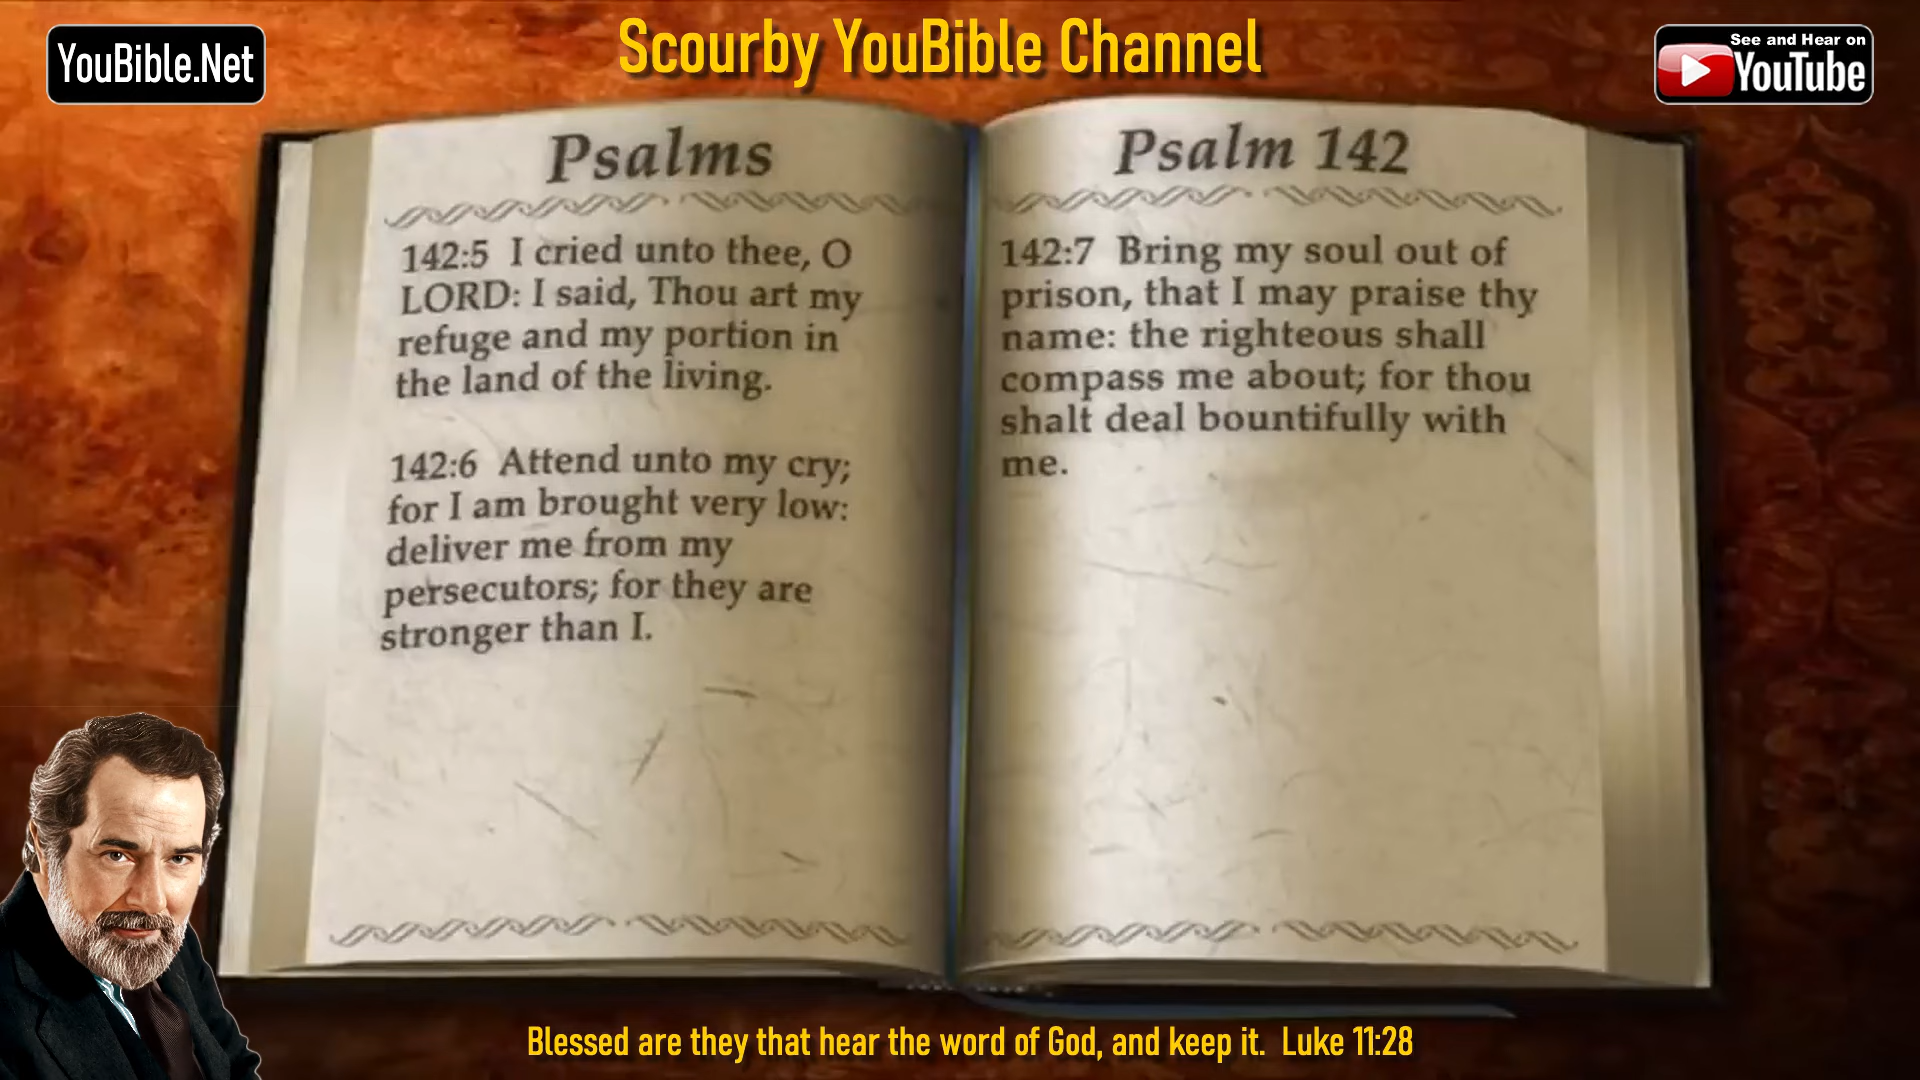 YouBible.Net
Scourby YouBible Channel
See and Hear on
YouTube
Psalms
142:5 I cried unto thee, O
LORD: I said, Thou art my
refuge and my portion in
the land of the living.
142:6 Attend unto my cry;
for I am brought very low:
deliver me from my
persecutors; for they are
stronger than I.
Psalm 142
142:7 Bring my soul out of
prison, that I may praise thy
name: the righteous shall
compass me about; for thou
shalt deal bountifully with
me.
Blessed are they that hear the word of God, and keep it. Luke 11:28